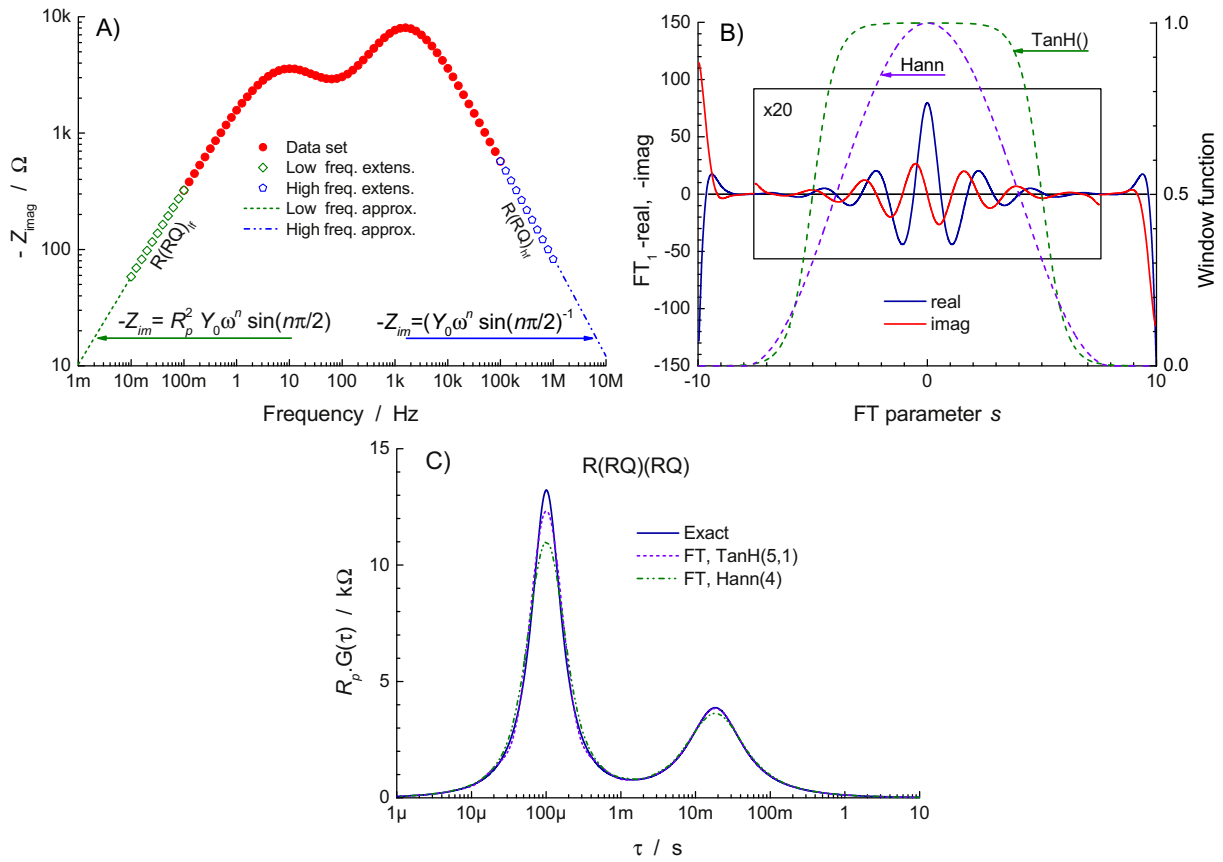 A)
10k
1k
100
10
- Z_imag / Ω
Data set
Low freq. extens.
High freq. extens.
Low freq. approx.
High freq. approx.
R(RQ)_lf
R(RQ)_hf
-Z_im= R_p^2 Y_0ω^n sin(nπ/2)
-Z_im=(Y_0ω^n sin(nπ/2)^-1
1m 10m 100m 1 10 100 1k 10k 100k 1M 10M
Frequency / Hz
B)
150
100
50
0
-50
-100
-150
FT_1 -real, -imag
TanH()
Hann
x20
real
imag
1.0
0.5
0.0
Window function
-10 0 10
FT parameter s
C)
R(RQ)(RQ)
15
10
5
0
R_p.G(τ) / kΩ
Exact
FT, TanH(5,1)
FT, Hann(4)
1µ 10µ 100µ 1m 10m 100m 1 10
τ / s